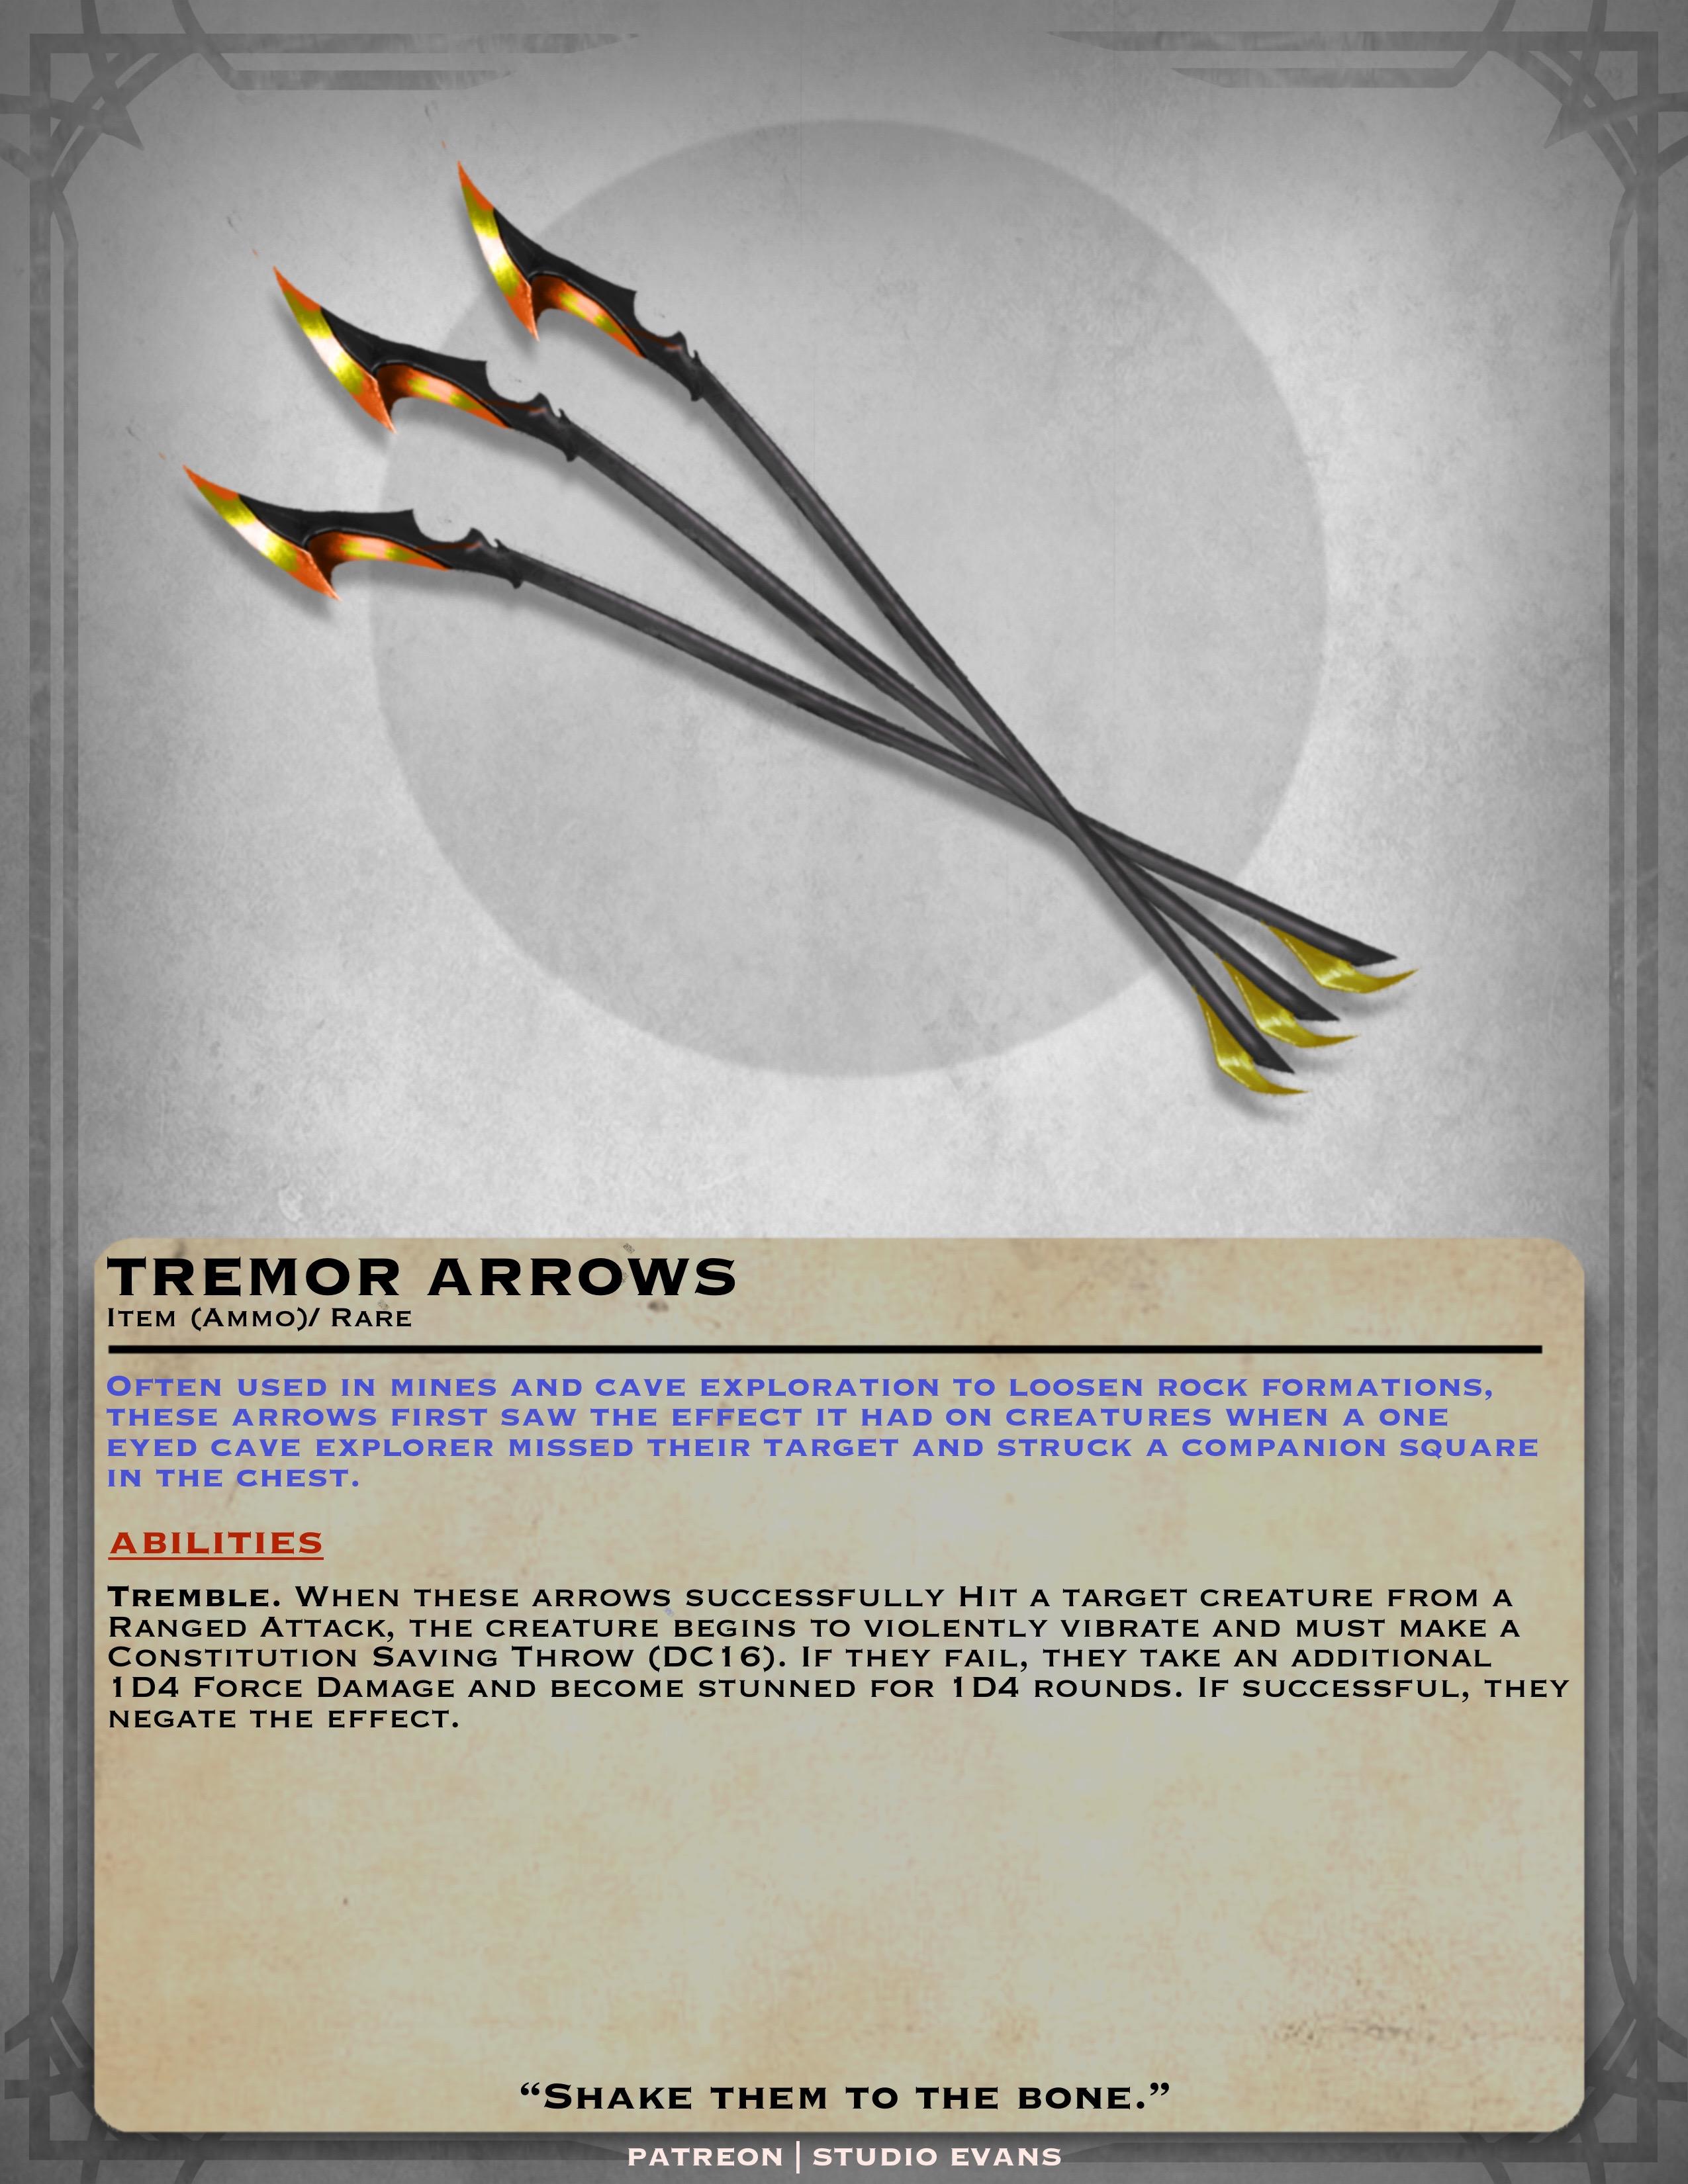 Tremor Arrows
Item (Ammo)/ Rare
Often used in mines and cave exploration to loosen rock formations,
these arrows first saw the effect it had on creatures when a one
eyed cave explorer missed their target and struck a companion square
in the chest.
Abilities
Tremble. When these arrows successfully Hit a target creature from a
Ranged Attack, the creature begins to violently vibrate and must make a
Constitution Saving Throw (DC16). If they fail, they take an additional
1D4 Force Damage and become stunned for 1D4 rounds. If successful, they
negate the effect.
“Shake them to the bone.”
Patreon | Studio Evans